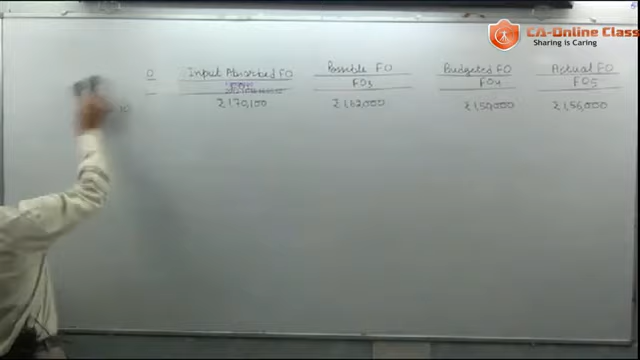 CA-Online Class
Sharing is Caring
O Input Absorbed FO Possible FO Budgeted FO Actual FO
FO3 FO4 FO5
₹1,70,100 ₹1,62,000 ₹1,50,000 ₹1,56,000